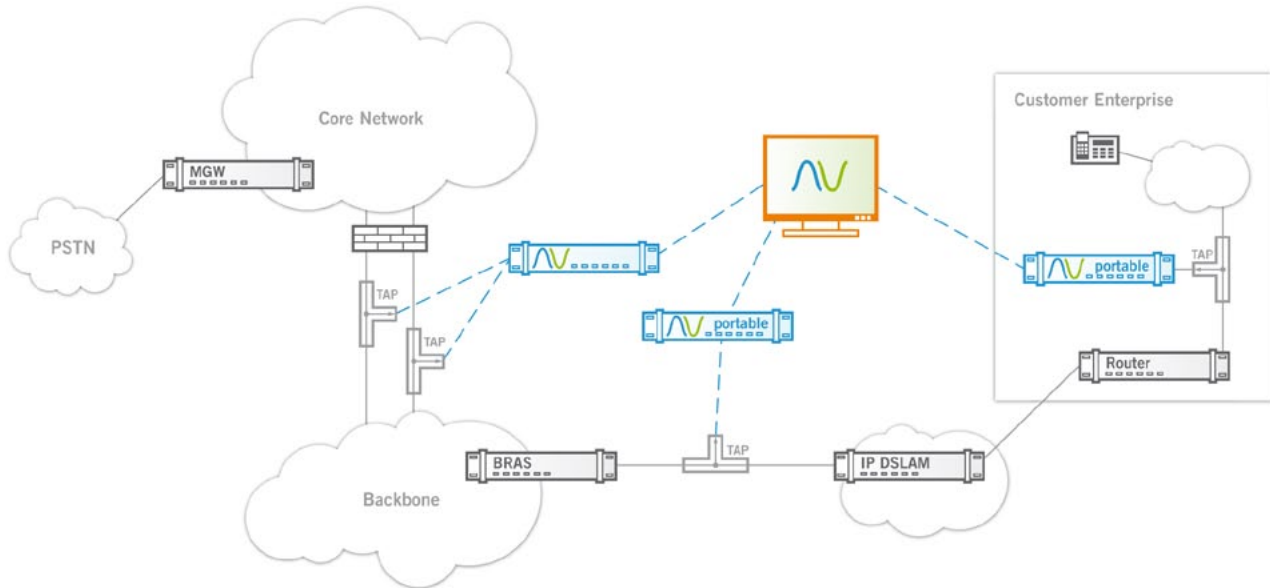 Core Network
MGW
PSTN
TAP
TAP
Backbone
BRAS
TAP
IP DSLAM
portable
Customer Enterprise
portable
TAP
Router